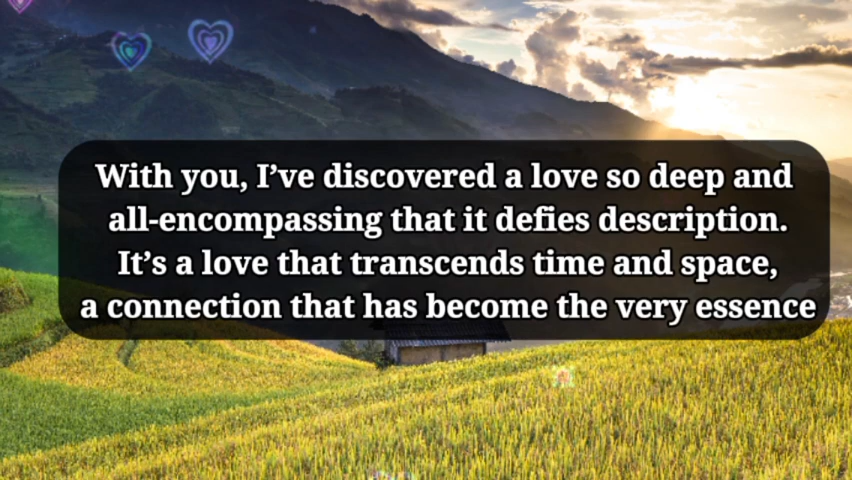 With you, I’ve discovered a love so deep and
all-encompassing that it defies description.
It’s a love that transcends time and space,
a connection that has become the very essence